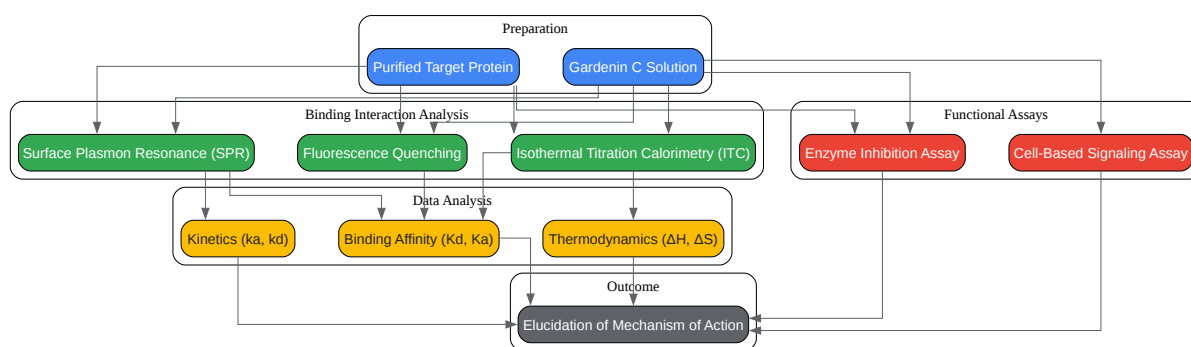 Preparation
Purified Target Protein
Gardenin C Solution
Binding Interaction Analysis
Functional Assays
Surface Plasmon Resonance (SPR)
Fluorescence Quenching
Isothermal Titration Calorimetry (ITC)
Enzyme Inhibition Assay
Cell-Based Signaling Assay
Data Analysis
Kinetics (ka, kd)
Binding Affinity (Kd, Ka)
Thermodynamics (ΔH, ΔS)
Outcome
Elucidation of Mechanism of Action